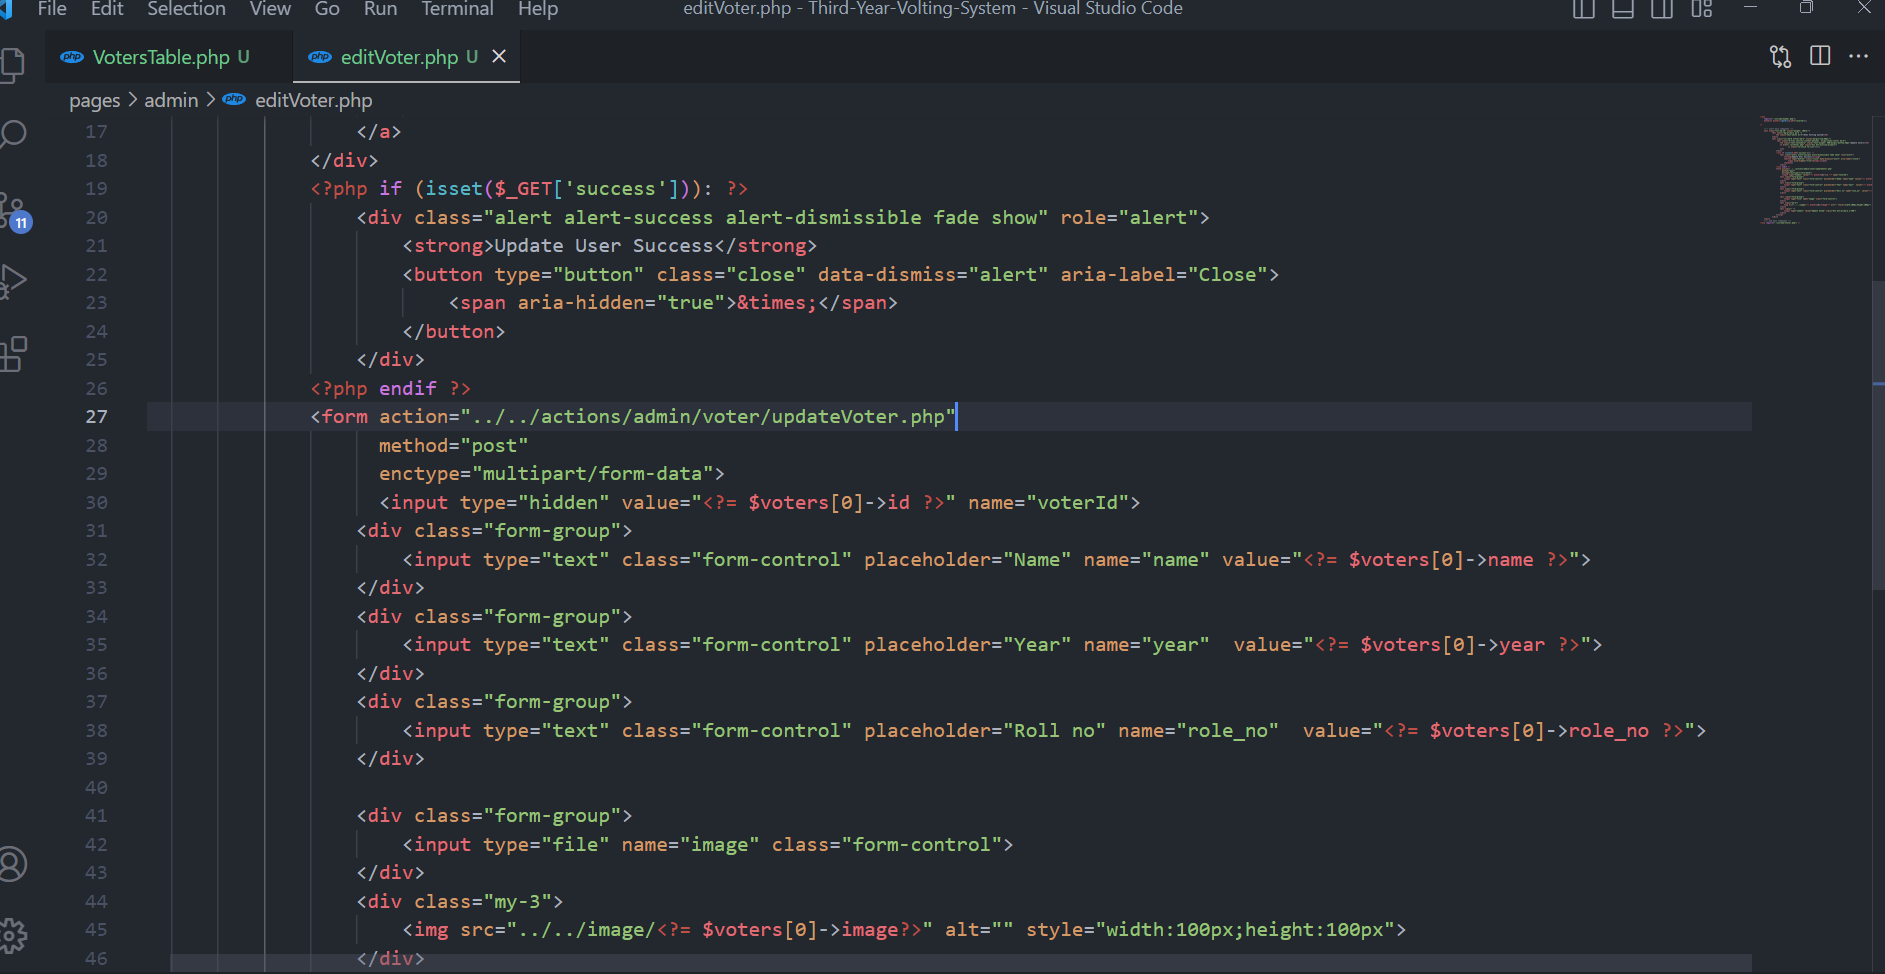 File Edit Selection View Go Run Terminal Help editVoter.php - Third-Year-Volting-System - Visual Studio Code
php VotersTable.php U php editVoter.php U
pages > admin > php editVoter.php
17 </a>
18 </div>
19 <?php if (isset($_GET['success'])): ?>
20 <div class="alert alert-success alert-dismissible fade show" role="alert">
21 <strong>Update User Success</strong>
22 <button type="button" class="close" data-dismiss="alert" aria-label="Close">
23 <span aria-hidden="true">&times;</span>
24 </button>
25 </div>
26 <?php endif ?>
27 <form action="../../actions/admin/voter/updateVoter.php"
28 method="post"
29 enctype="multipart/form-data">
30 <input type="hidden" value="<?= $voters[0]->id ?>" name="voterId">
31 <div class="form-group">
32 <input type="text" class="form-control" placeholder="Name" name="name" value="<?= $voters[0]->name ?>">
33 </div>
34 <div class="form-group">
35 <input type="text" class="form-control" placeholder="Year" name="year"  value="<?= $voters[0]->year ?>">
36 </div>
37 <div class="form-group">
38 <input type="text" class="form-control" placeholder="Roll no" name="role_no"  value="<?= $voters[0]->role_no ?>">
39 </div>
40
41 <div class="form-group">
42 <input type="file" name="image" class="form-control">
43 </div>
44 <div class="my-3">
45 <img src="../../image/<?= $voters[0]->image?>" alt="" style="width:100px;height:100px">
46 </div>
11